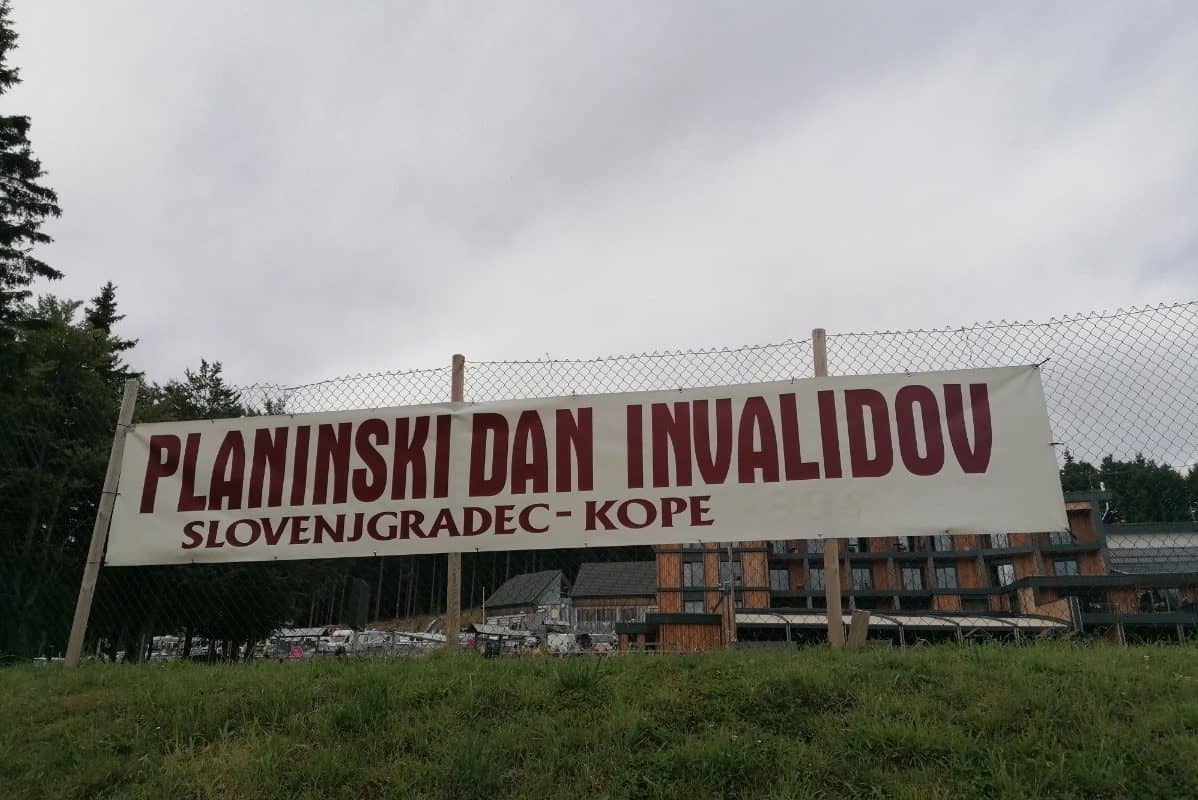 PLANINSKI DAN INVALIDOV
SLOVENJGRADEC - KOPE